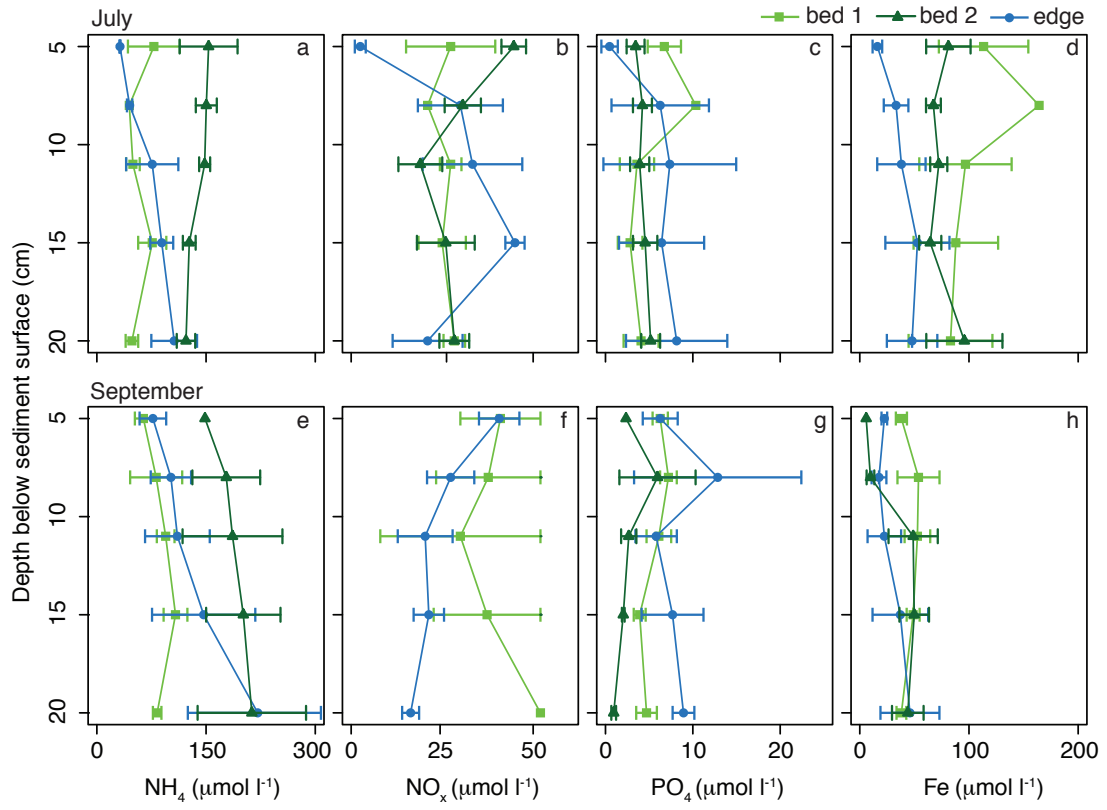 July
bed 1 bed 2 edge
a b c d
5
10
15
20
September
e f g h
5
10
15
20
Depth below sediment surface (cm)
0 150 300 0 25 50 0 10 20 0 100 200
NH4 (μmol l-1) NOx (μmol l-1) PO4 (μmol l-1) Fe (μmol l-1)